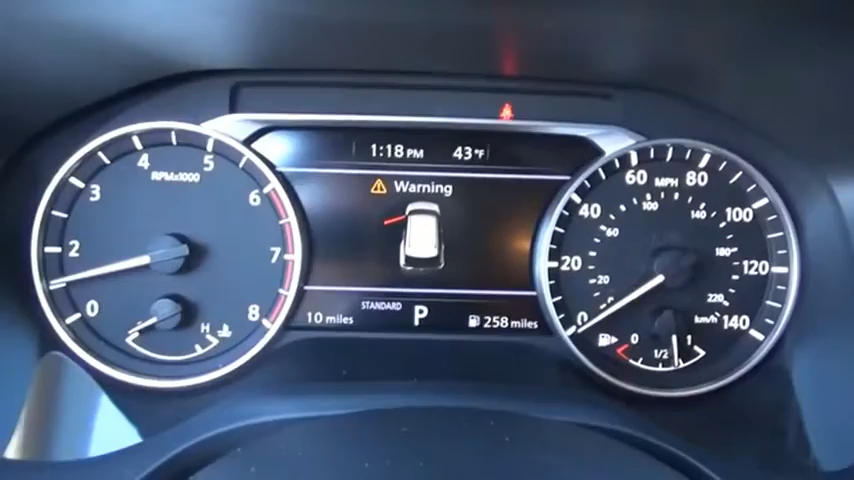 1:18 PM 43°F
Warning
STANDARD
10 miles P 258 miles
RPMx1000
0 2 3 4 5 6 7 8
H
MPH
0 20 40 60 80 100 120 140
20 60 100 140 180 220 km/h
0 1/2 1